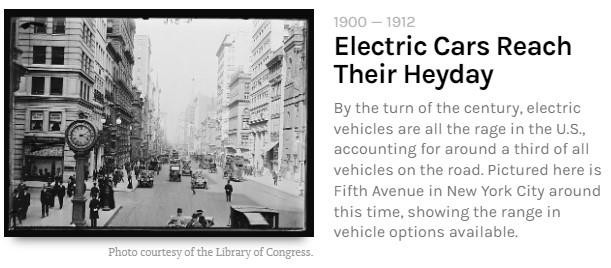 1900 — 1912
Electric Cars Reach
Their Heyday
By the turn of the century, electric
vehicles are all the rage in the U.S.,
accounting for around a third of all
vehicles on the road. Pictured here is
Fifth Avenue in New York City around
this time, showing the range in
vehicle options available.
Photo courtesy of the Library of Congress.